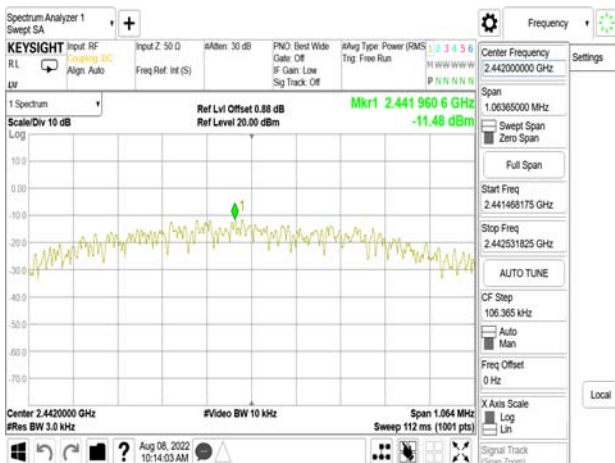 Spectrum Analyzer 1
Swept SA
+
Frequency
KEYSIGHT
RL
Input: RF
Coupling: DC
Align: Auto
Input Z: 50 Ω
Freq Ref: Int (S)
#Atten: 30 dB
PNO: Best Wide
Gate: Off
IF Gain: Low
Sig Track: Off
#Avg Type: Power (RMS
Trig: Free Run
1 2 3 4 5 6
M W W W W W
P N N N N N
Center Frequency
2.442000000 GHz
Settings
Span
1.06365000 MHz
Swept Span
Zero Span
Full Span
Start Freq
2.441468175 GHz
Stop Freq
2.442531825 GHz
AUTO TUNE
CF Step
106.365 kHz
Auto
Man
Freq Offset
0 Hz
X Axis Scale
Log
Lin
Local
Signal Track
(Span Zoom)
1 Spectrum
Scale/Div 10 dB
Log
Ref Lvl Offset 0.88 dB
Ref Level 20.00 dBm
Mkr1 2.441 960 6 GHz
-11.48 dBm
10.0
0.00
-10.0
-20.0
-30.0
-40.0
-50.0
-70.0
1
Center 2.4420000 GHz
#Res BW 3.0 kHz
#Video BW 10 kHz
Span 1.064 MHz
Sweep 112 ms (1001 pts)
?
Aug 08, 2022
10:14:03 AM